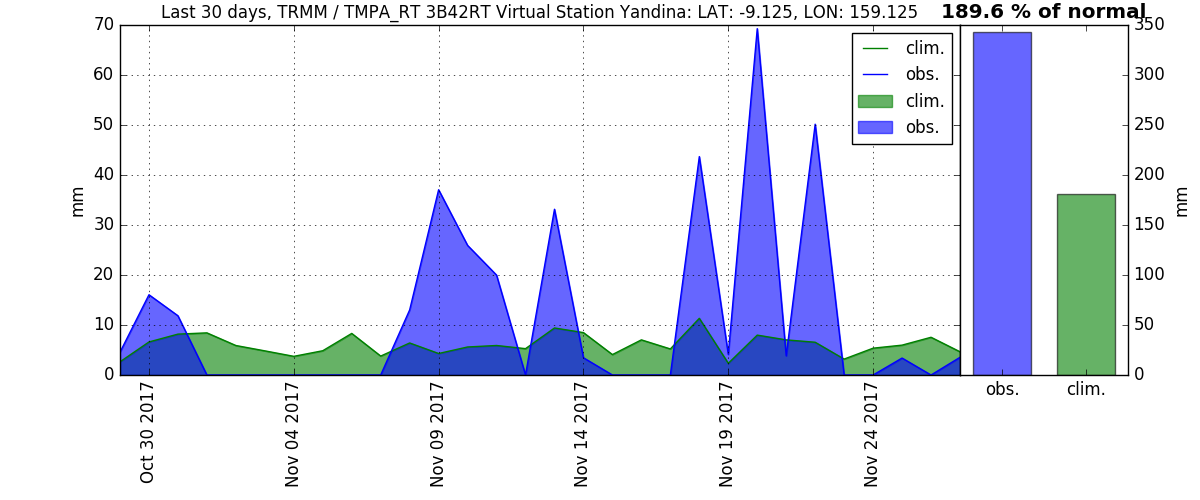 Last 30 days, TRMM / TMPA_RT 3B42RT Virtual Station Yandina: LAT: -9.125, LON: 159.125
189.6 % of normal
70
60
50
40
30
20
10
0
mm
clim.
obs.
clim.
obs.
350
300
250
200
150
100
50
0
mm
Oct 30 2017
Nov 04 2017
Nov 09 2017
Nov 14 2017
Nov 19 2017
Nov 24 2017
obs.
clim.